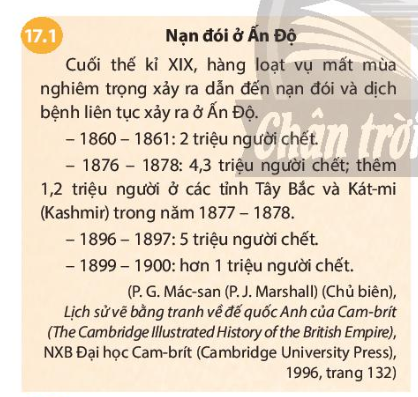 17.1
Nạn đói ở Ấn Độ
Cuối thế kỉ XIX, hàng loạt vụ mất mùa
nghiêm trọng xảy ra dẫn đến nạn đói và dịch
bệnh liên tục xảy ra ở Ấn Độ.
– 1860 – 1861: 2 triệu người chết.
– 1876 – 1878: 4,3 triệu người chết; thêm
1,2 triệu người ở các tỉnh Tây Bắc và Kát-mi
(Kashmir) trong năm 1877 – 1878.
– 1896 – 1897: 5 triệu người chết.
– 1899 – 1900: hơn 1 triệu người chết.
(P. G. Mác-san (P. J. Marshall) (Chủ biên),
Lịch sử vẽ bằng tranh về đế quốc Anh của Cam-brít
(The Cambridge Illustrated History of the British Empire),
NXB Đại học Cam-brít (Cambridge University Press),
1996, trang 132)
Chân trời